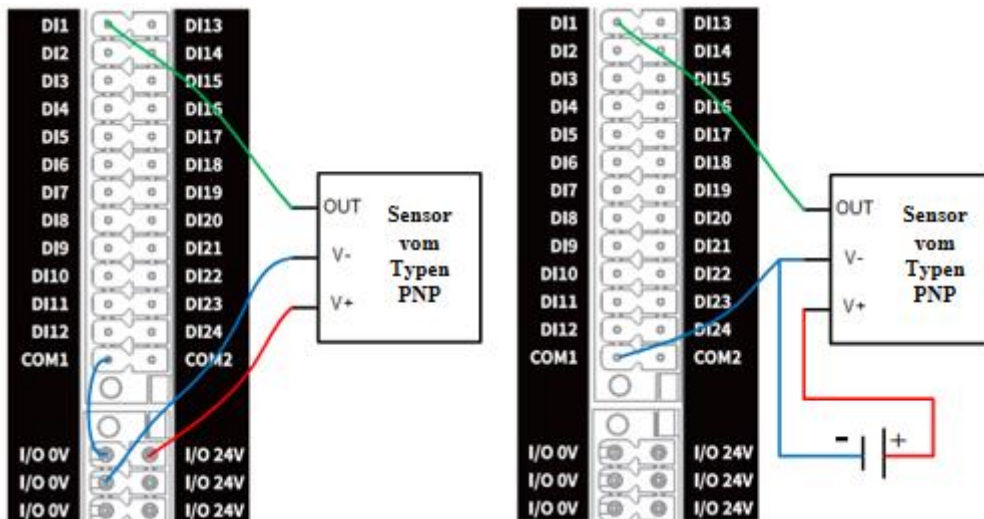 DI1 DI13
DI2 DI14
DI3 DI15
DI4 DI16
DI5 DI17
DI6 DI18
DI7 DI19
DI8 DI20
DI9 DI21
DI10 DI22
DI11 DI23
DI12 DI24
COM1 COM2
I/O 0V I/O 24V
I/O 0V I/O 24V
I/O 0V I/O 24V
OUT
V-
V+
Sensor
vom
Typen
PNP
DI1 DI13
DI2 DI14
DI3 DI15
DI4 DI16
DI5 DI17
DI6 DI18
DI7 DI19
DI8 DI20
DI9 DI21
DI10 DI22
DI11 DI23
DI12 DI24
COM1 COM2
I/O 0V I/O 24V
I/O 0V I/O 24V
I/O 0V I/O 24V
OUT
V-
V+
Sensor
vom
Typen
PNP
- +